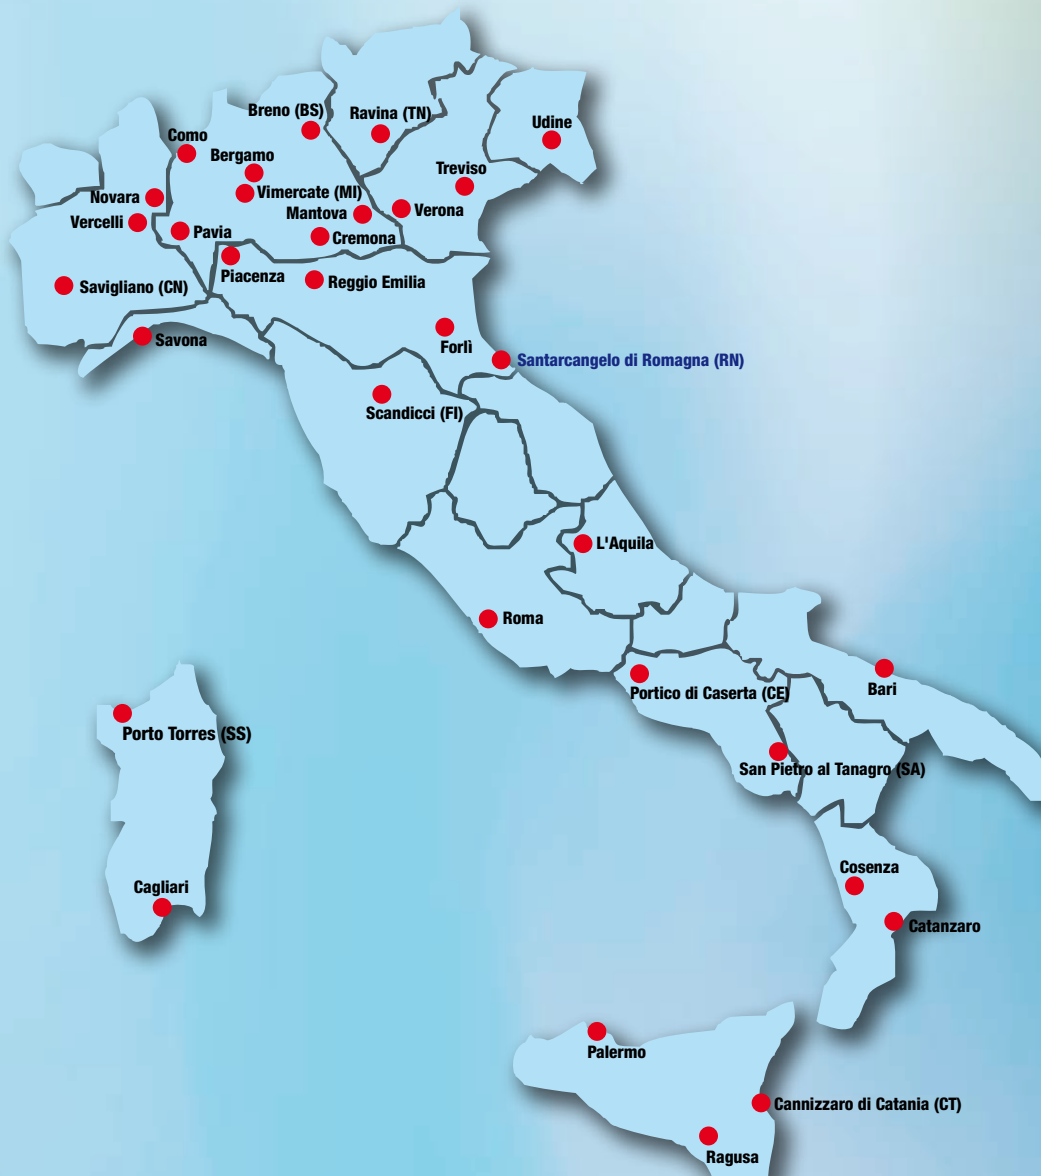 Breno (BS)
Ravina (TN)
Udine
Como
Bergamo
Treviso
Novara
Vimercate (MI)
Mantova
Verona
Vercelli
Pavia
Cremona
Piacenza
Reggio Emilia
Savigliano (CN)
Savona
Forlì
Santarcangelo di Romagna (RN)
Scandicci (FI)
L'Aquila
Roma
Portico di Caserta (CE)
Bari
Porto Torres (SS)
San Pietro al Tanagro (SA)
Cosenza
Cagliari
Catanzaro
Palermo
Cannizzaro di Catania (CT)
Ragusa